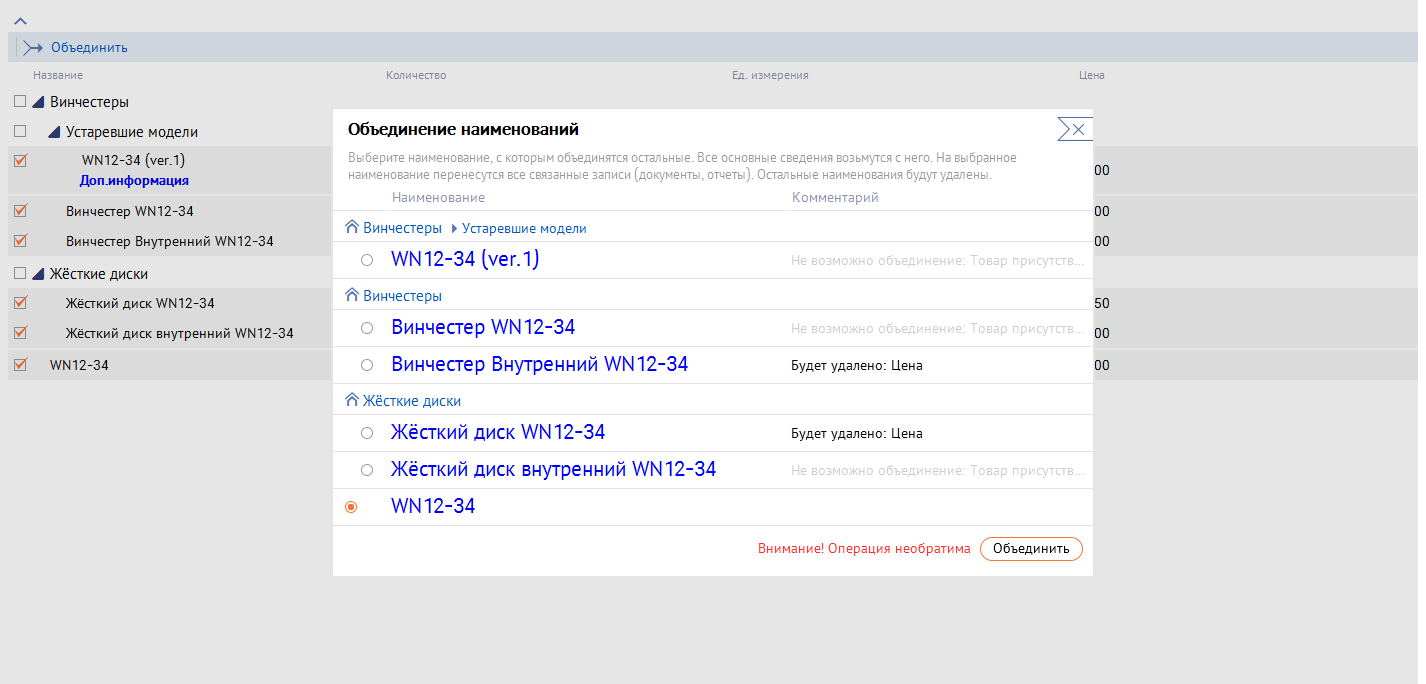 Объединить
Название Количество Ед. измерения Цена
Винчестеры
Устаревшие модели
WN12-34 (ver.1)
Доп.информация
00
Винчестер WN12-34
00
Винчестер Внутренний WN12-34
00
Жёсткие диски
Жёсткий диск WN12-34
50
Жёсткий диск внутренний WN12-34
00
WN12-34
00
Объединение наименований
Выберите наименование, с которым объединятся остальные. Все основные сведения возьмутся с него. На выбранное
наименование перенесутся все связанные записи (документы, отчеты). Остальные наименования будут удалены.
Наименование Комментарий
Винчестеры Устаревшие модели
WN12-34 (ver.1) Не возможно объединение: Товар присутств...
Винчестеры
Винчестер WN12-34 Не возможно объединение: Товар присутств...
Винчестер Внутренний WN12-34 Будет удалено: Цена
Жёсткие диски
Жёсткий диск WN12-34 Будет удалено: Цена
Жёсткий диск внутренний WN12-34 Не возможно объединение: Товар присутств...
WN12-34
Внимание! Операция необратима Объединить